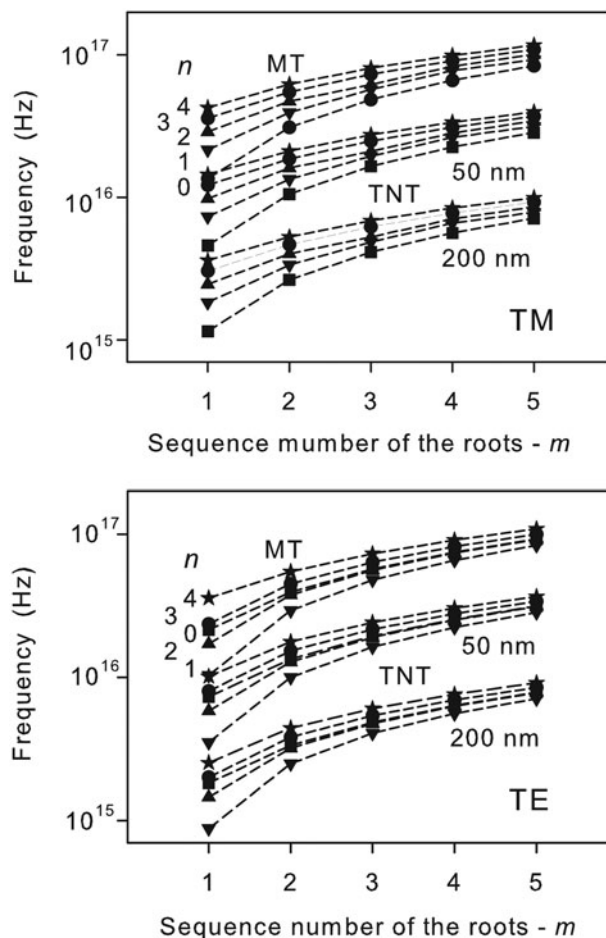 10^17
n
MT
4
3
2
1
0
10^16
50 nm
TNT
200 nm
10^15
TM
Frequency (Hz)
1 2 3 4 5
Sequence mumber of the roots - m
10^17
n
MT
4
3
0
2
1
10^16
50 nm
TNT
200 nm
10^15
TE
Frequency (Hz)
1 2 3 4 5
Sequence number of the roots - m